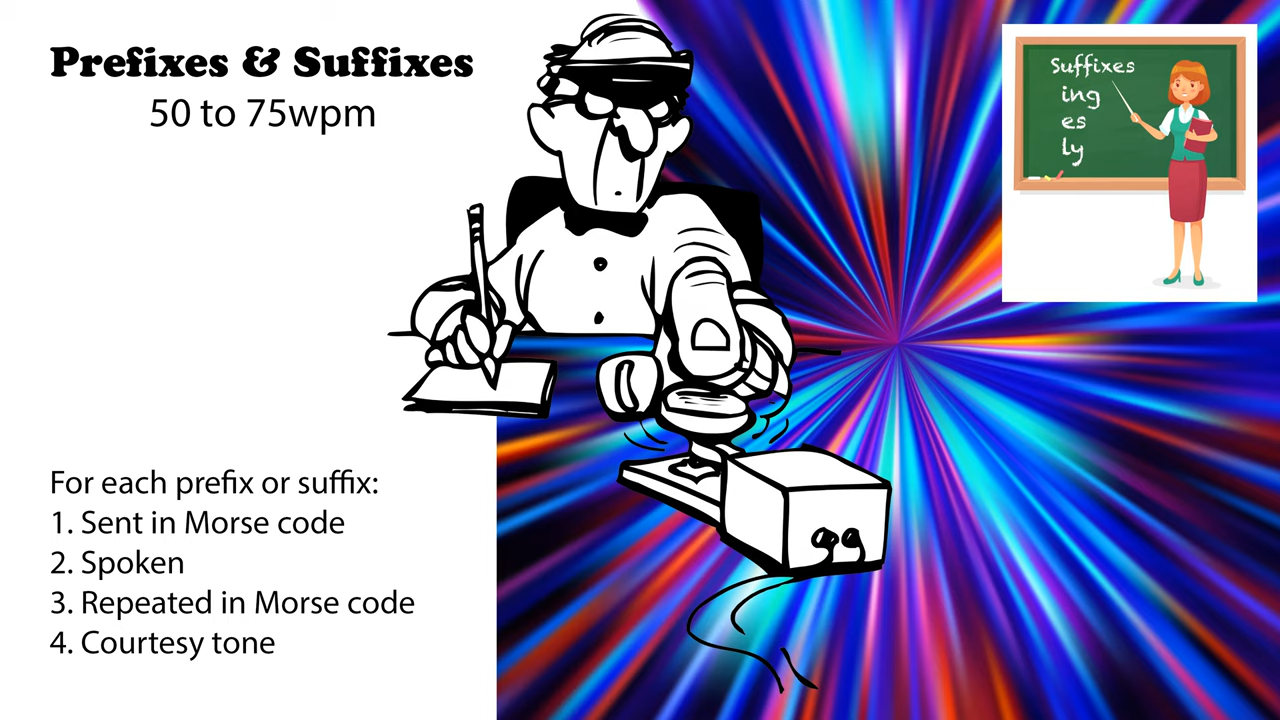 Prefixes & Suffixes
50 to 75wpm
Suffixes
ing
es
ly
For each prefix or suffix:
1. Sent in Morse code
2. Spoken
3. Repeated in Morse code
4. Courtesy tone